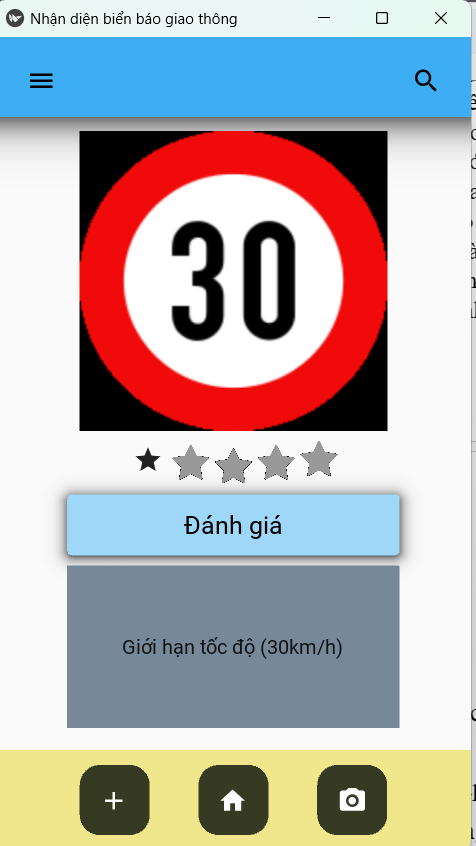 Nhận diện biển báo giao thông
30
Đánh giá
Giới hạn tốc độ (30km/h)